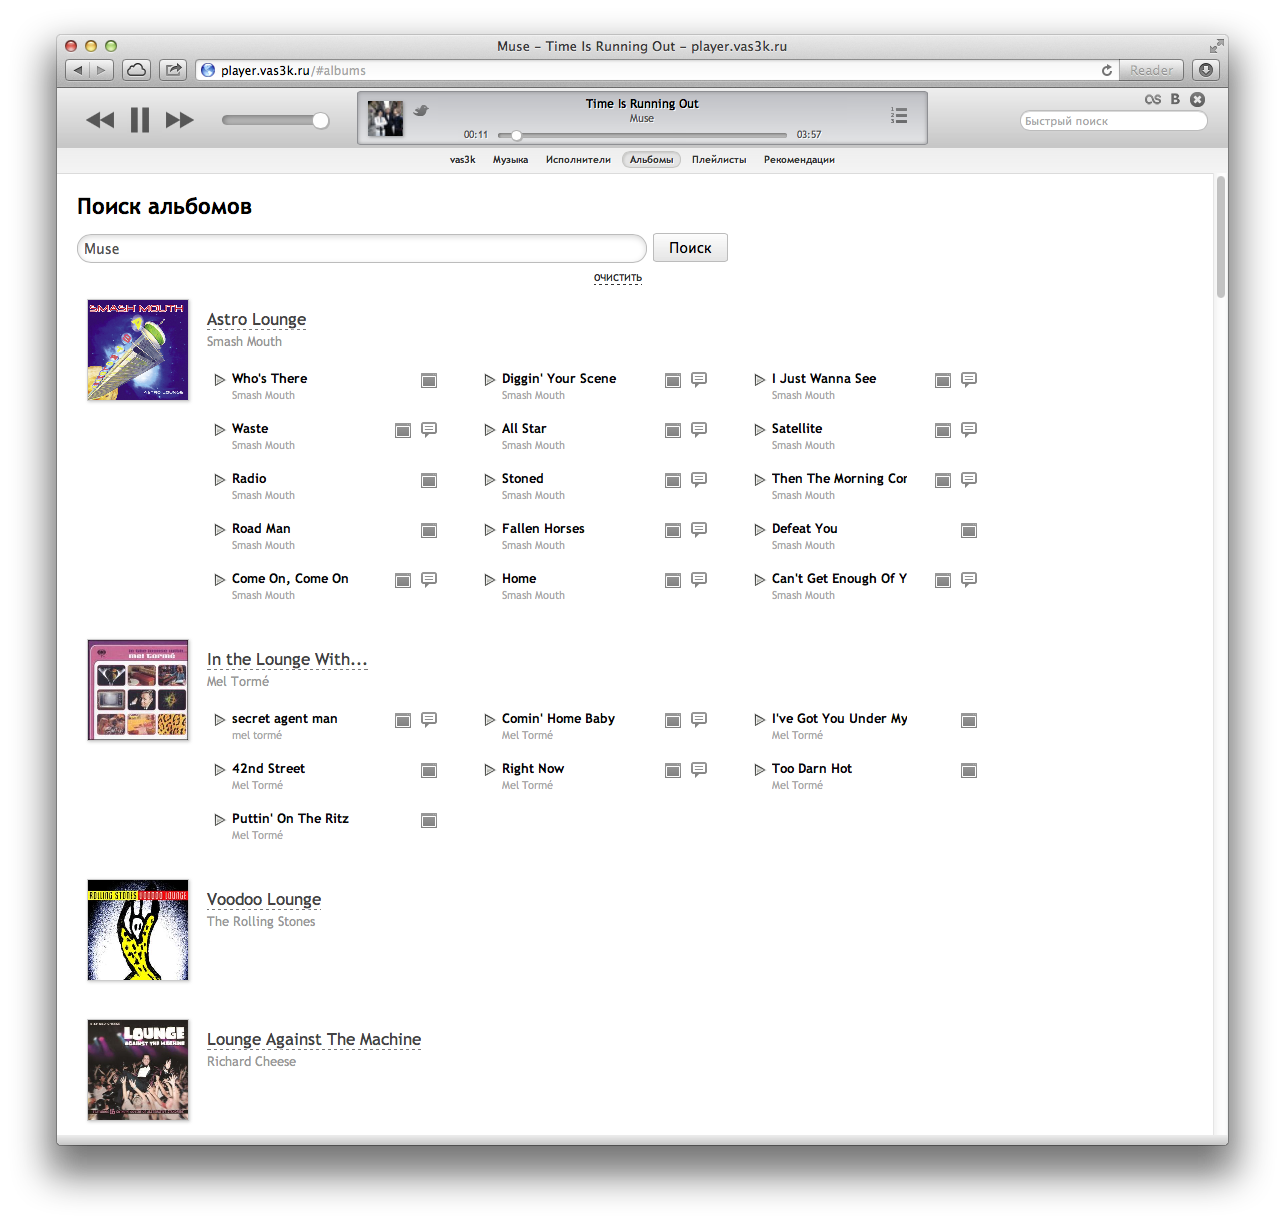 Muse – Time Is Running Out – player.vas3k.ru
player.vas3k.ru/#albums
Reader
Time Is Running Out
Muse
00:11
03:57
B
Быстрый поиск
vas3k Музыка Исполнители Альбомы Плейлисты Рекомендации
Поиск альбомов
Muse
Поиск
очистить
SMASH MOUTH
ASTRO LOUNGE
Astro Lounge
Smash Mouth
Who's There
Smash Mouth
Diggin' Your Scene
Smash Mouth
I Just Wanna See
Smash Mouth
Waste
Smash Mouth
All Star
Smash Mouth
Satellite
Smash Mouth
Radio
Smash Mouth
Stoned
Smash Mouth
Then The Morning Cor
Smash Mouth
Road Man
Smash Mouth
Fallen Horses
Smash Mouth
Defeat You
Smash Mouth
Come On, Come On
Smash Mouth
Home
Smash Mouth
Can't Get Enough Of Y
Smash Mouth
mel tormé
In the Lounge With...
Mel Tormé
secret agent man
mel tormé
Comin' Home Baby
Mel Tormé
I've Got You Under My
Mel Tormé
42nd Street
Mel Tormé
Right Now
Mel Tormé
Too Darn Hot
Mel Tormé
Puttin' On The Ritz
Mel Tormé
ROLLING STONES VOODOO LOUNGE
Voodoo Lounge
The Rolling Stones
LOUNGE
AGAINST THE MACHINE
Lounge Against The Machine
Richard Cheese